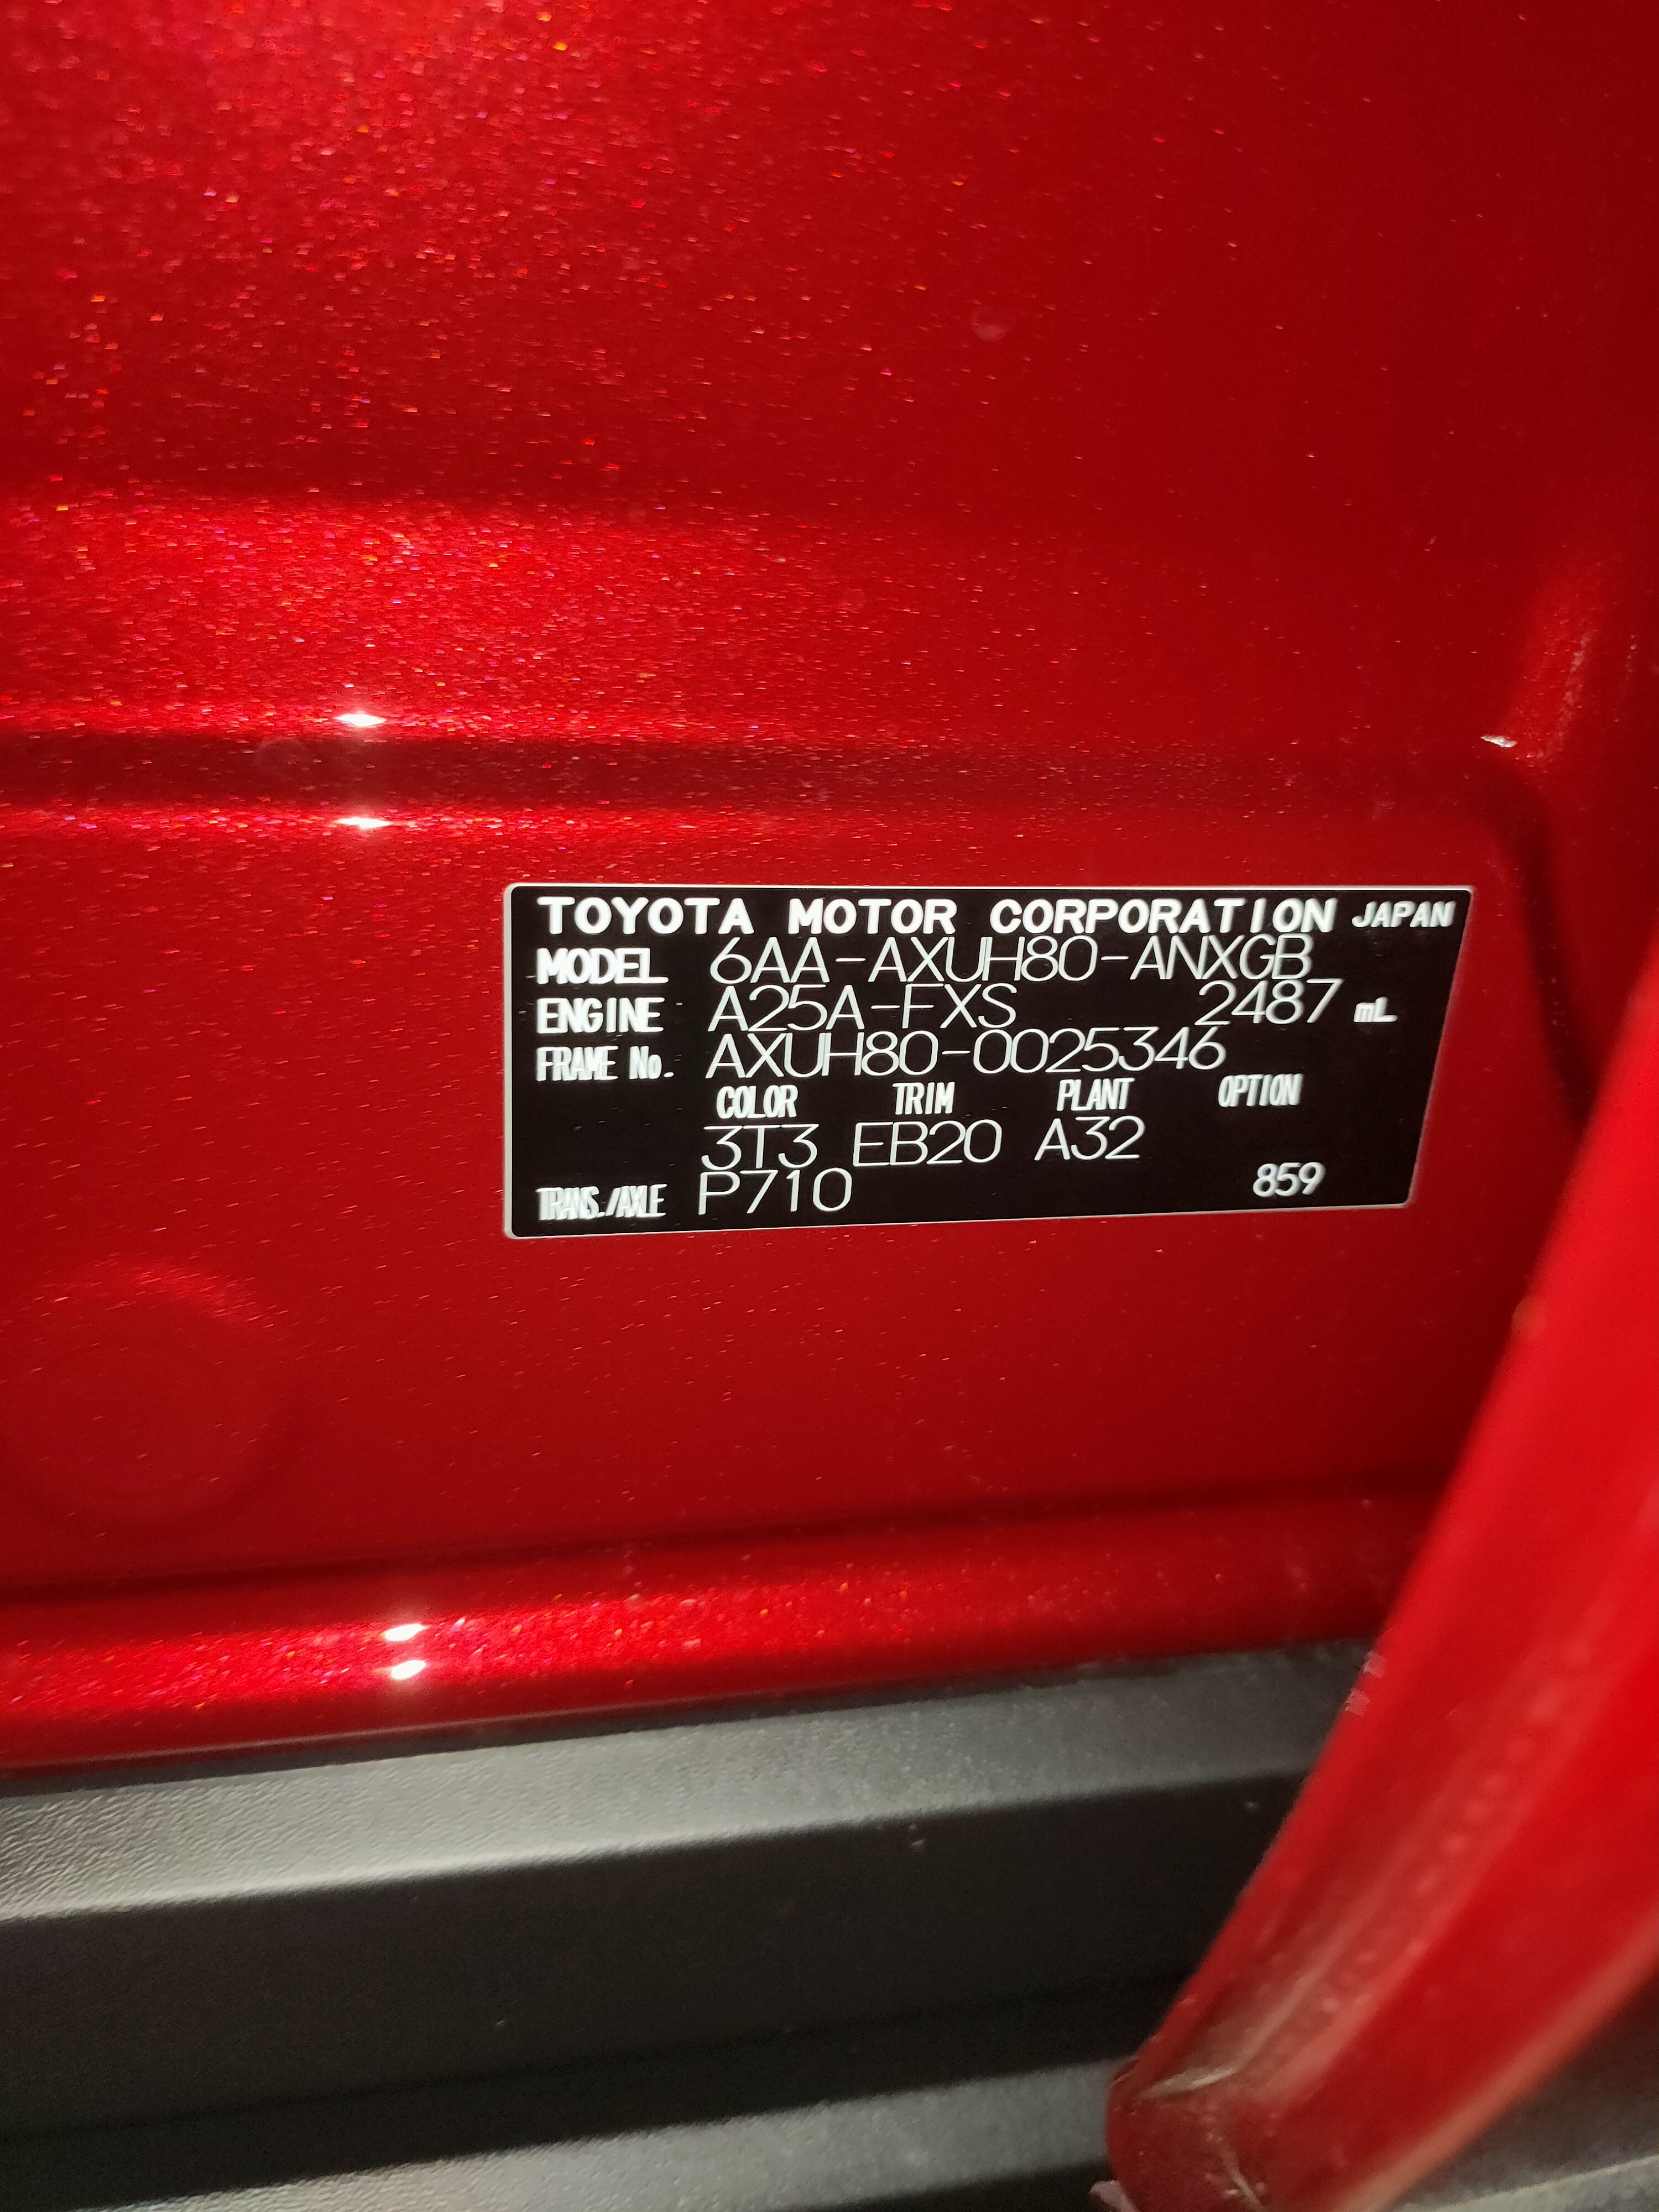 TOYOTA MOTOR CORPORATION JAPAN
MODEL 6AA-AXUH80-ANXGB
ENGINE A25A-FXS 2487 mL
FRAME No. AXUH80-0025346
COLOR TRIM PLANT OPTION
3T3 EB20 A32
TRANS./AXLE P710 859